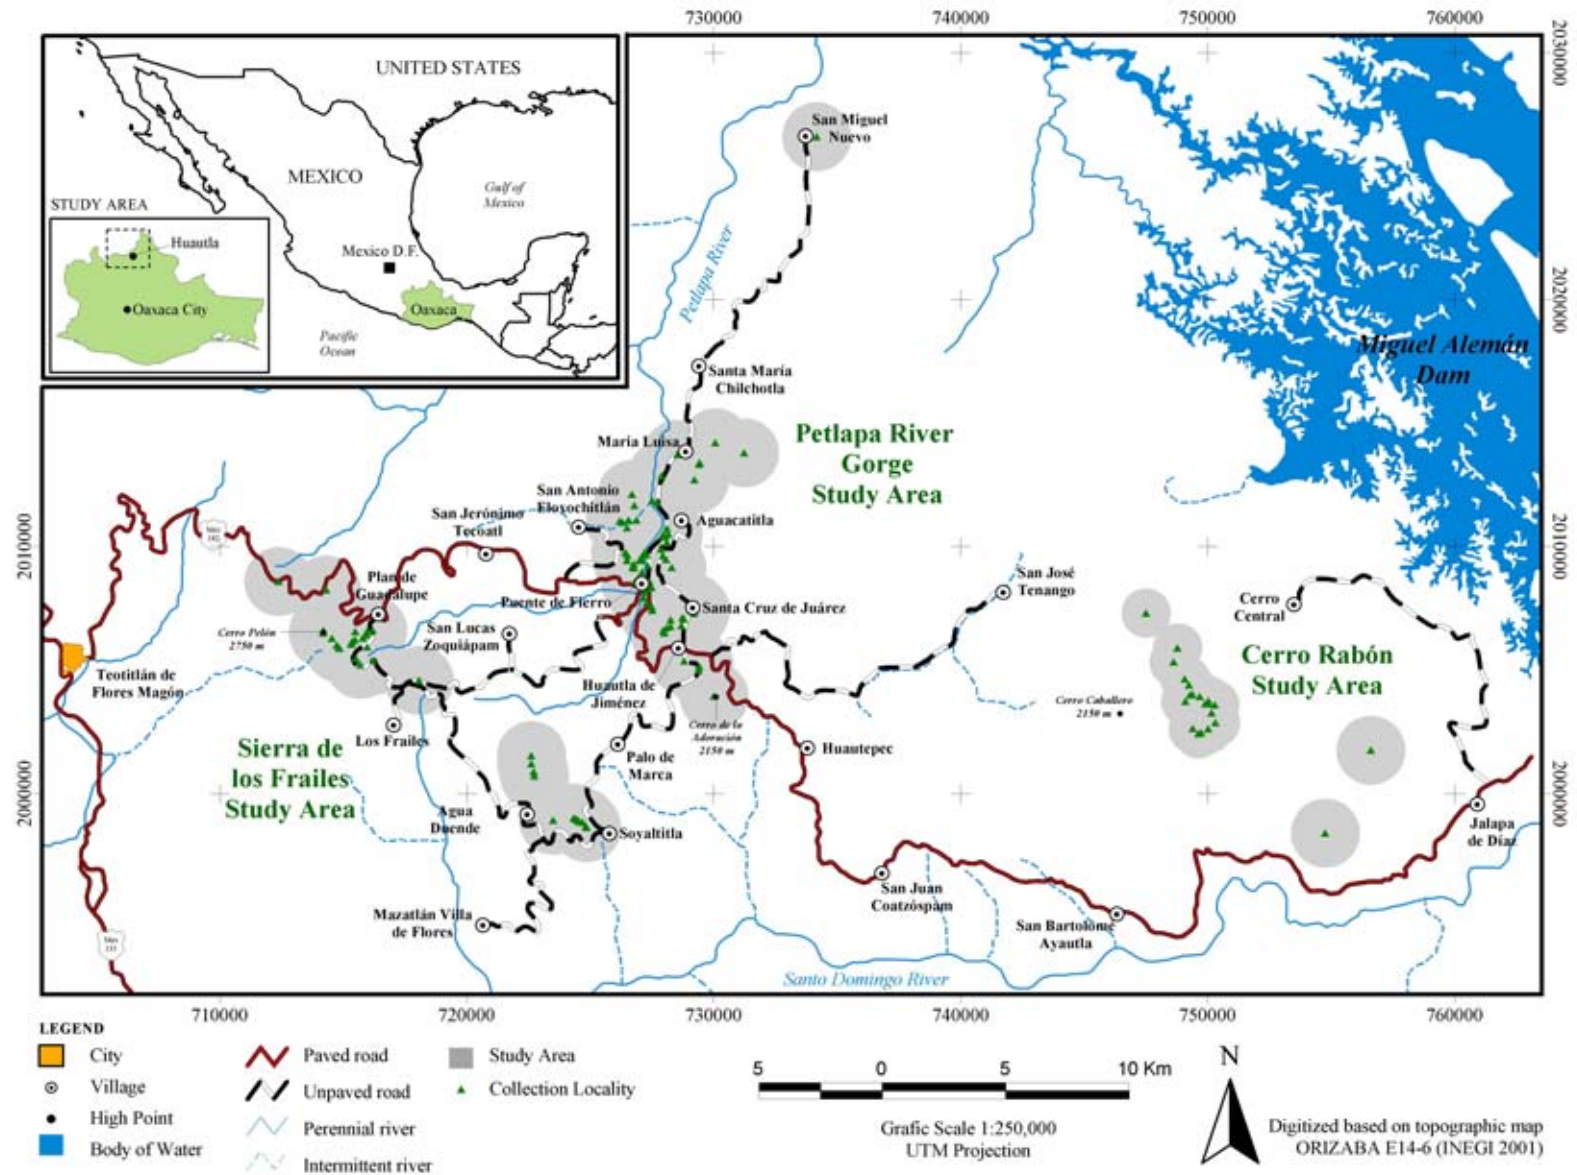 730000
740000
750000
760000
2030000
UNITED STATES
MEXICO
Gulf of
Mexico
STUDY AREA
Huautla
Oaxaca City
Mexico D.F.
Oaxaca
Pacific
Ocean
San Miguel
Nuevo
Petlapa River
2020000
Santa María
Chilchotla
Miguel Alemán
Dam
Maria Luisa
Petlapa River
Gorge
Study Area
San Antonio
Eloxochitlán
San Jerónimo
Tecoatl
Aguacatitla
2010000
2010000
Plan de
Guadalupe
Puente de Fierro
Santa Cruz de Juárez
San José
Tenango
Cerro
Central
Cerro Pelón
2750 m
San Lucas
Zoquiápam
Teotitlán de
Flores Magón
Huautla de
Jiménez
Cerro Rabón
Study Area
Cerro Caballero
2150 m
Cerro de la
Adoración
2150 m
Los Frailes
Sierra de
los Frailes
Study Area
Palo de
Marca
Huautepec
2000000
2000000
Agua
Duende
Soyaltitla
Jalapa
de Díaz
San Juan
Coatzóspam
Mazatlán Villa
de Flores
San Bartolomé
Ayautla
Santo Domingo River
710000
720000
730000
740000
750000
760000
LEGEND
City
Village
High Point
Body of Water
Paved road
Unpaved road
Perennial river
Intermittent river
Study Area
Collection Locality
5 0 5 10 Km
Grafic Scale 1:250,000
UTM Projection
N
Digitized based on topographic map
ORIZABA E14-6 (INEGI 2001)